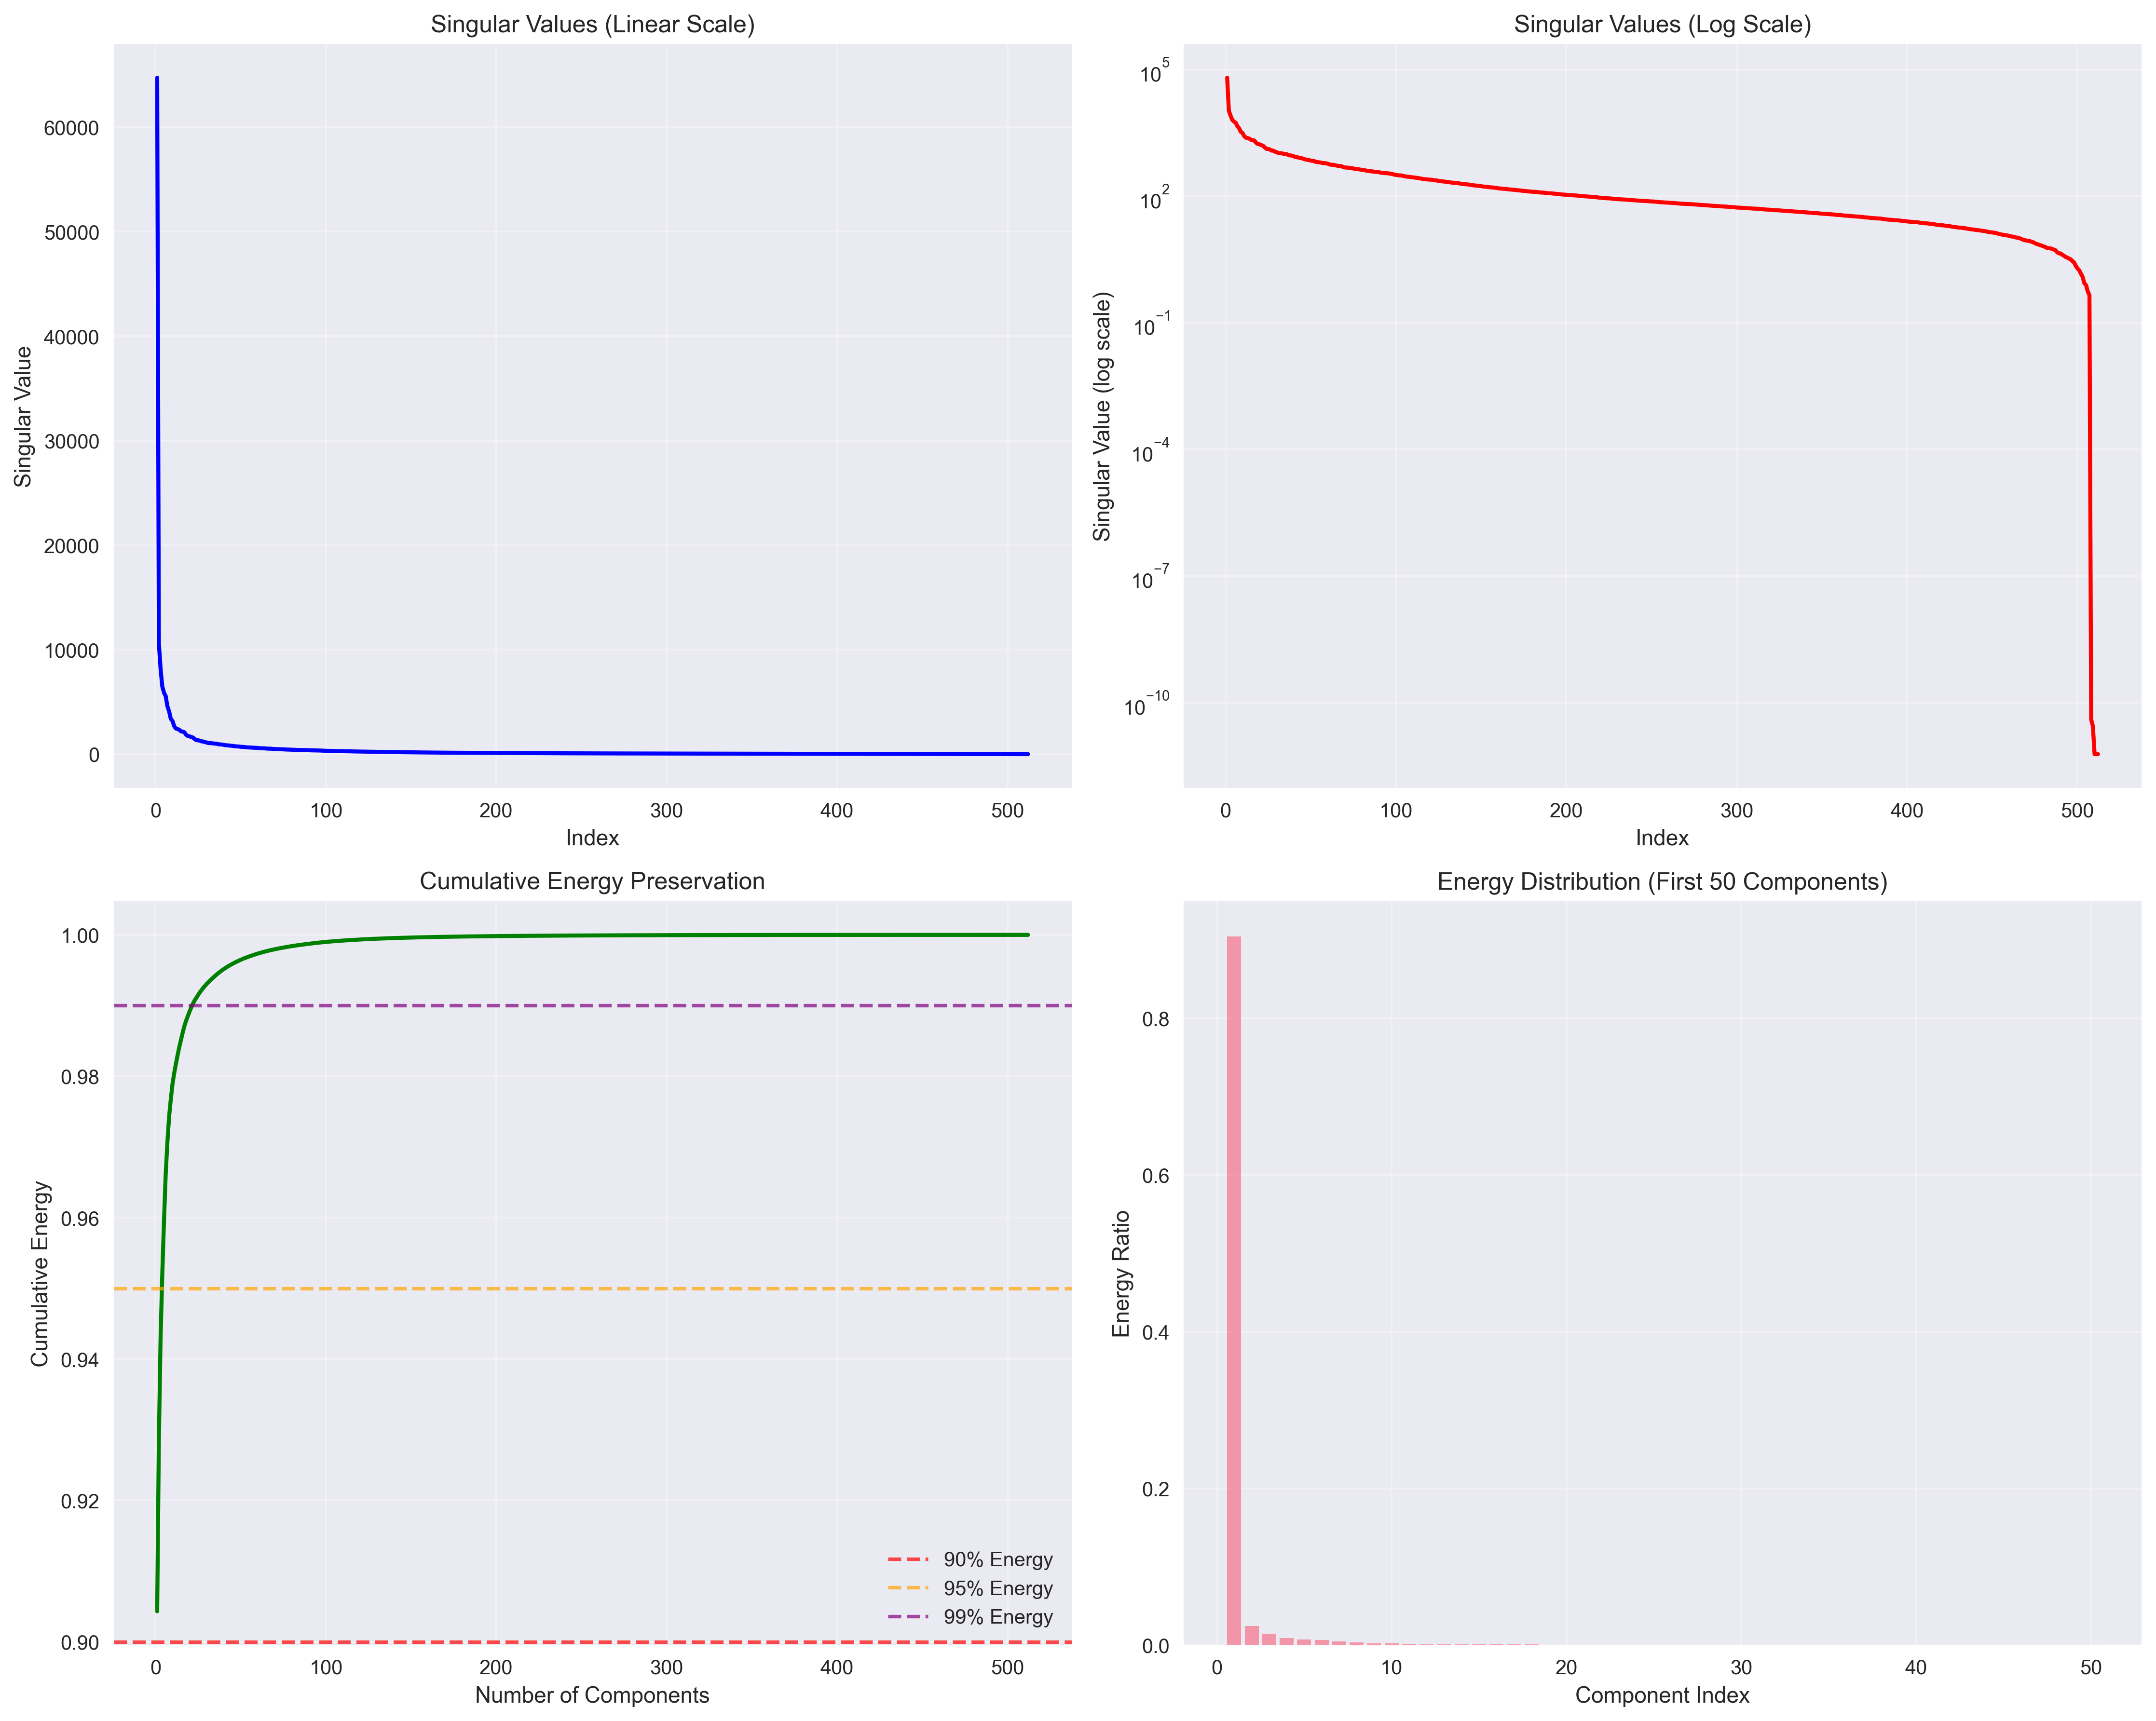 Singular Values (Linear Scale)
60000
50000
40000
30000
20000
10000
0
Singular Value
0 100 200 300 400 500
Index
Singular Values (Log Scale)
10^5
10^2
10^−1
10^−4
10^−7
10^−10
Singular Value (log scale)
0 100 200 300 400 500
Index
Cumulative Energy Preservation
1.00
0.98
0.96
0.94
0.92
0.90
Cumulative Energy
90% Energy
95% Energy
99% Energy
0 100 200 300 400 500
Number of Components
Energy Distribution (First 50 Components)
0.8
0.6
0.4
0.2
0.0
Energy Ratio
0 10 20 30 40 50
Component Index